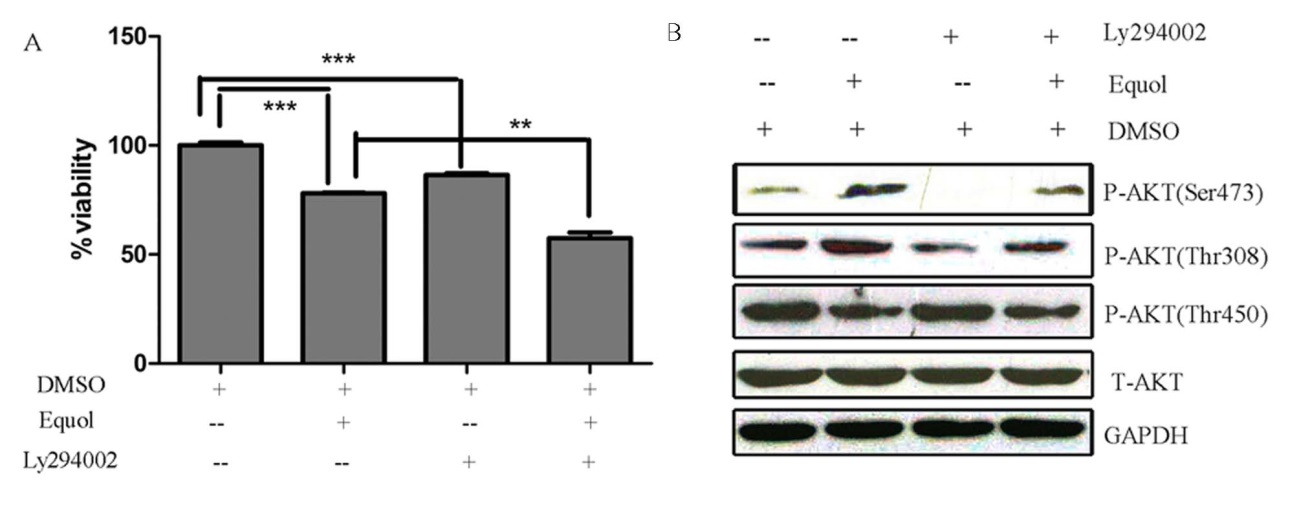 A
150
100
50
0
% viability
***
***
**
DMSO + + + +
Equol -- + -- +
Ly294002 -- -- + +
B
-- -- + + Ly294002
-- + -- + Equol
+ + + + DMSO
P-AKT(Ser473)
P-AKT(Thr308)
P-AKT(Thr450)
T-AKT
GAPDH